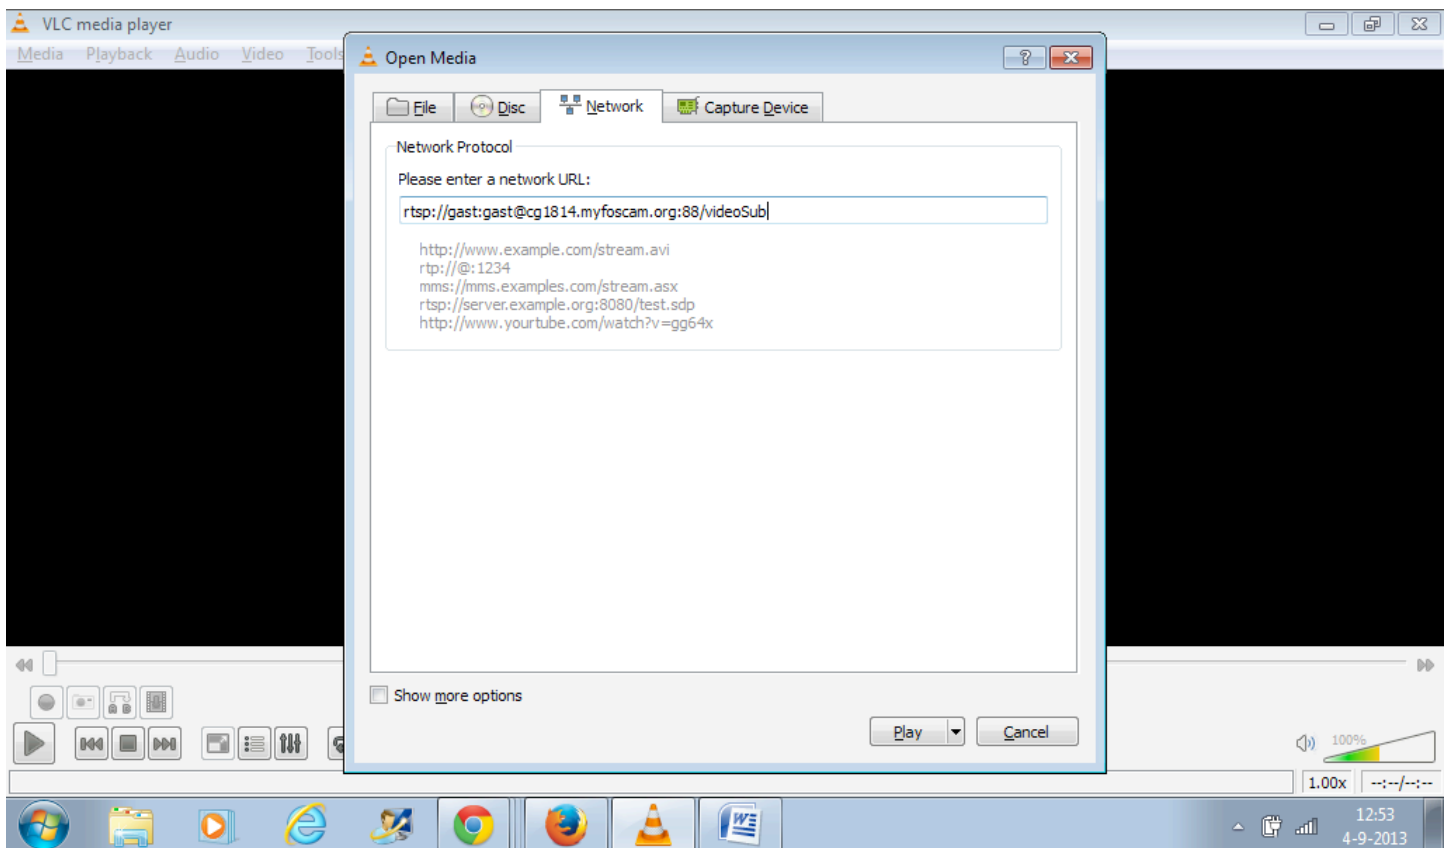 VLC media player
Media Playback Audio Video Tools
Open Media
File Disc Network Capture Device
Network Protocol
Please enter a network URL:
rtsp://gast:gast@cg1814.myfoscam.org:88/videoSub
http://www.example.com/stream.avi
rtp://@:1234
mms://mms.examples.com/stream.asx
rtsp://server.example.org:8080/test.sdp
http://www.yourtube.com/watch?v=gg64x
Show more options
Play Cancel
100%
1.00x --:--/--:--
12:53
4-9-2013